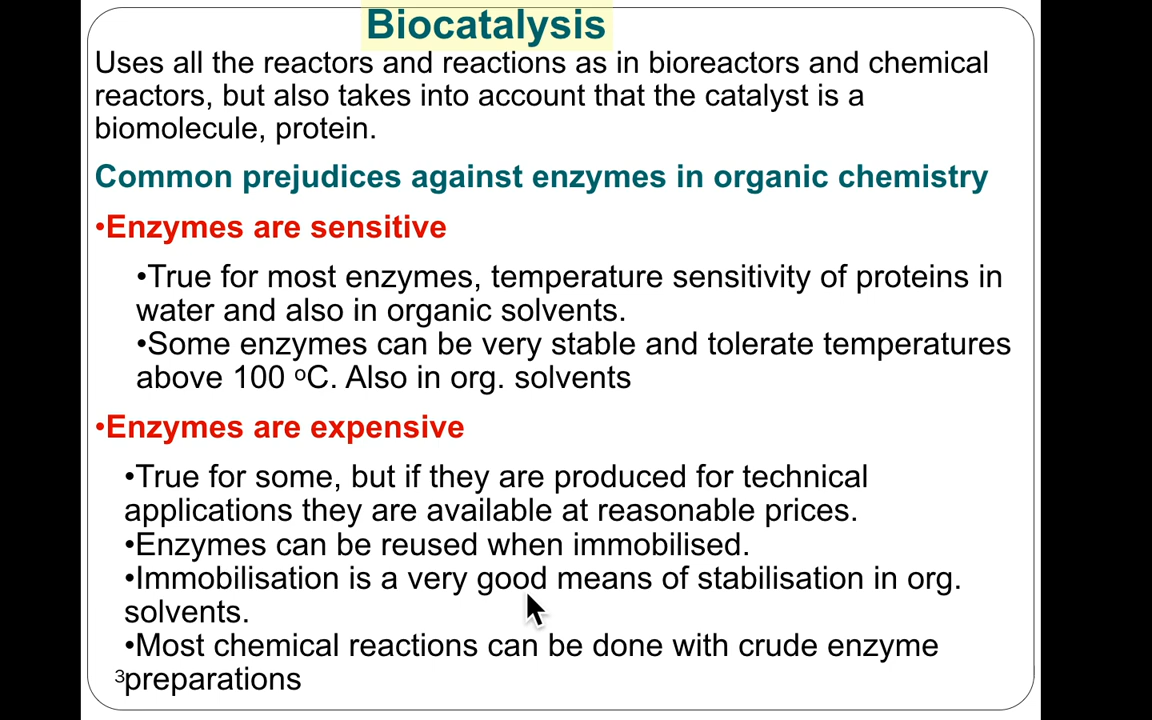 Biocatalysis
Uses all the reactors and reactions as in bioreactors and chemical
reactors, but also takes into account that the catalyst is a
biomolecule, protein.
Common prejudices against enzymes in organic chemistry
•Enzymes are sensitive
•True for most enzymes, temperature sensitivity of proteins in
water and also in organic solvents.
•Some enzymes can be very stable and tolerate temperatures
above 100 ºC. Also in org. solvents
•Enzymes are expensive
•True for some, but if they are produced for technical
applications they are available at reasonable prices.
•Enzymes can be reused when immobilised.
•Immobilisation is a very good means of stabilisation in org.
solvents.
•Most chemical reactions can be done with crude enzyme
preparations
3